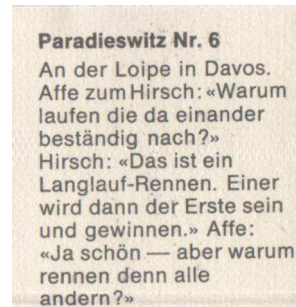 Paradieswitz Nr. 6
An der Loipe in Davos.
Affe zum Hirsch: «Warum
laufen die da einander
beständig nach?»
Hirsch: «Das ist ein
Langlauf-Rennen. Einer
wird dann der Erste sein
und gewinnen.» Affe:
«Ja schön — aber warum
rennen denn alle
andern?»